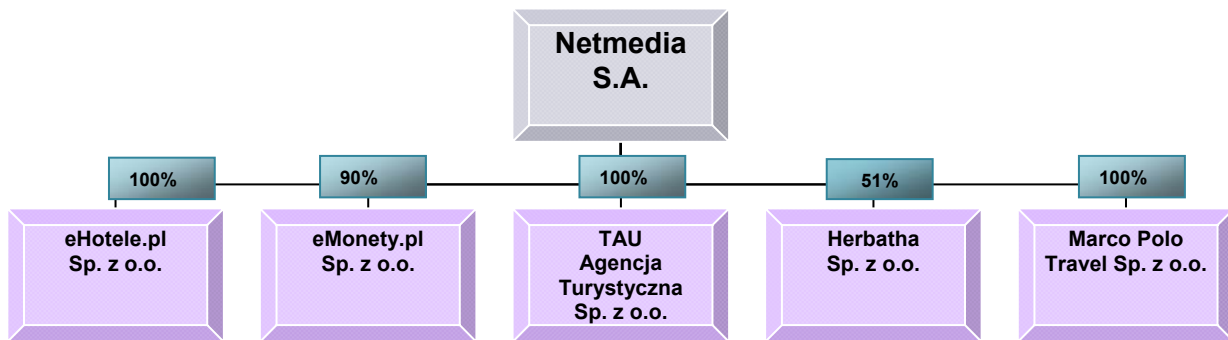 Netmedia
S.A.
100%
90%
100%
51%
100%
eHotele.pl
Sp. z o.o.
eMonety.pl
Sp. z o.o.
TAU
Agencja
Turystyczna
Sp. z o.o.
Herbatha
Sp. z o.o.
Marco Polo
Travel Sp. z o.o.